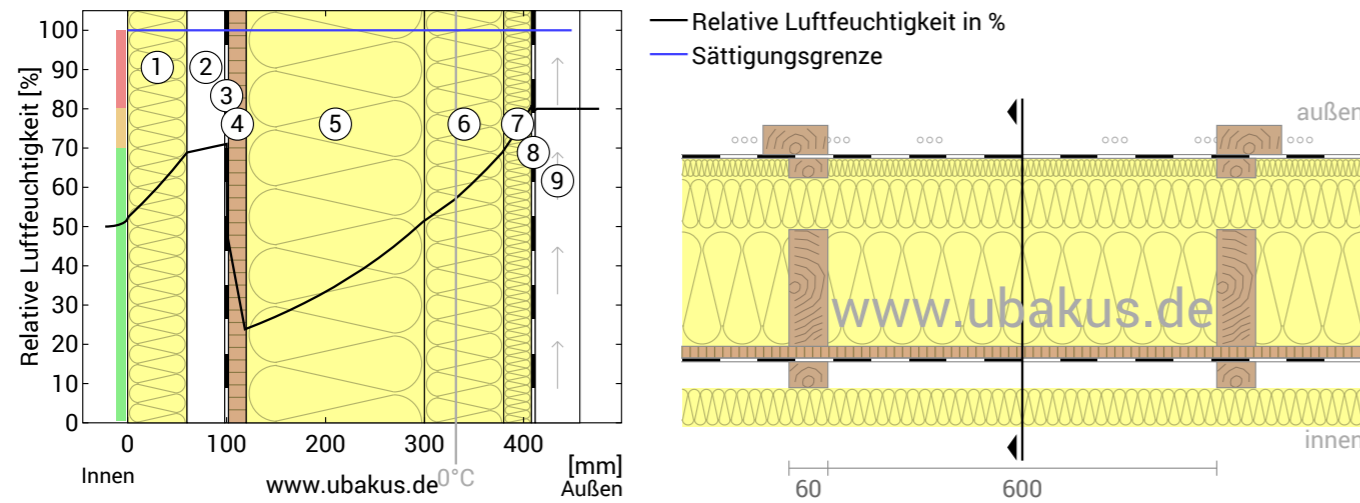 Relative Luftfeuchtigkeit [%]
100
90
80
70
60
50
40
30
20
10
0
1
2
3
4
5
6
7
8
9
0
100
200
300
400
[mm]
Innen
www.ubakus.de
0°C
Außen
Relative Luftfeuchtigkeit in %
Sättigungsgrenze
außen
www.ubakus.de
innen
60
600